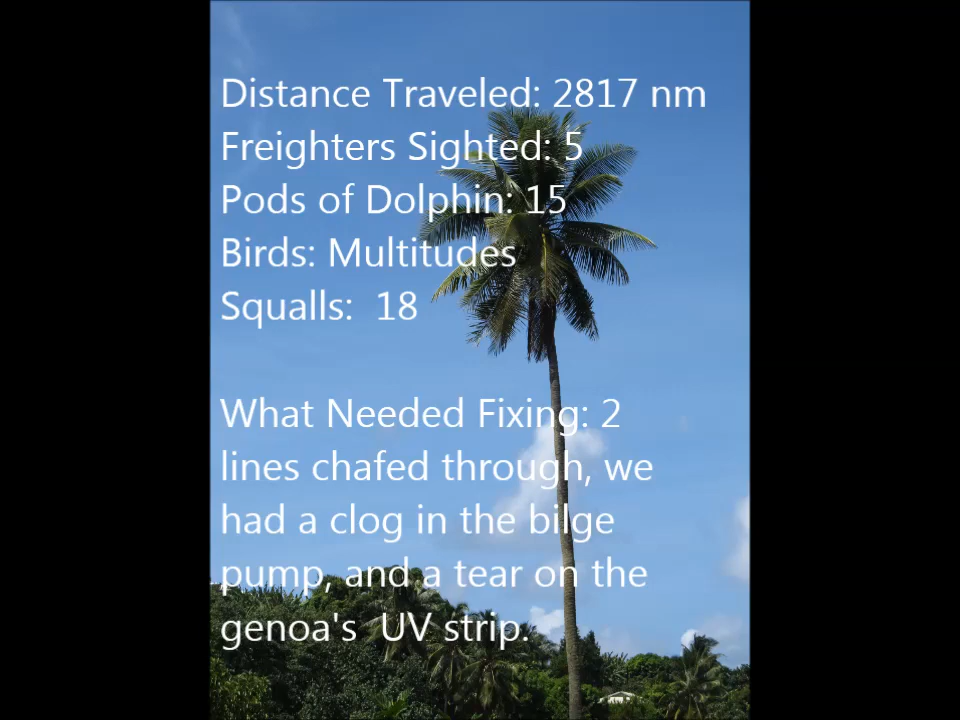 Distance Traveled: 2817 nm
Freighters Sighted: 5
Pods of Dolphin: 15
Birds: Multitudes
Squalls:  18
What Needed Fixing: 2
lines chafed through, we
had a clog in the bilge
pump, and a tear on the
genoa's  UV strip.